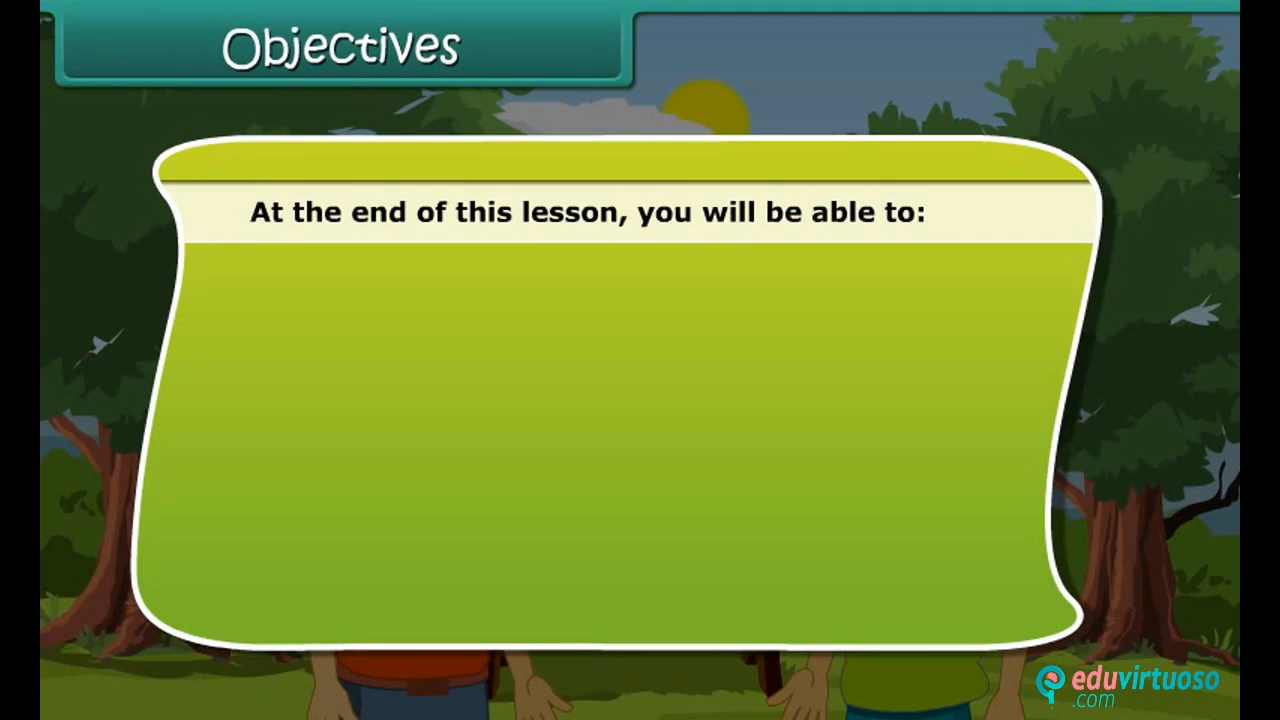 Objectives
At the end of this lesson, you will be able to:
eduvirtuoso
.com